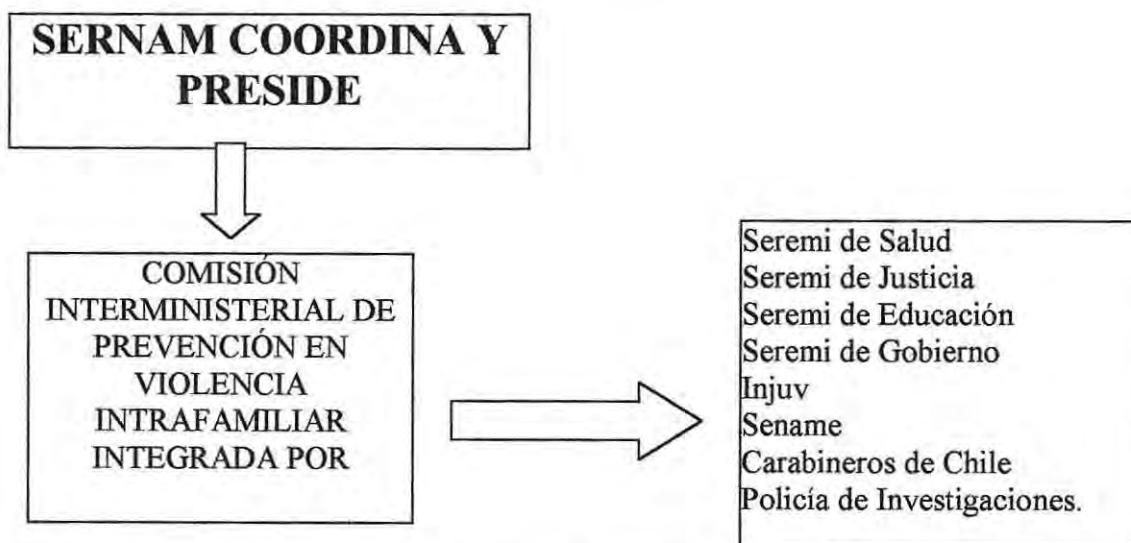 SERNAM COORDINA Y
PRESIDE
COMISIÓN
INTERMINISTERIAL DE
PREVENCIÓN EN
VIOLENCIA
INTRAFAMILIAR
INTEGRADA POR
Seremi de Salud
Seremi de Justicia
Seremi de Educación
Seremi de Gobierno
Injuv
Sename
Carabineros de Chile
Policía de Investigaciones.